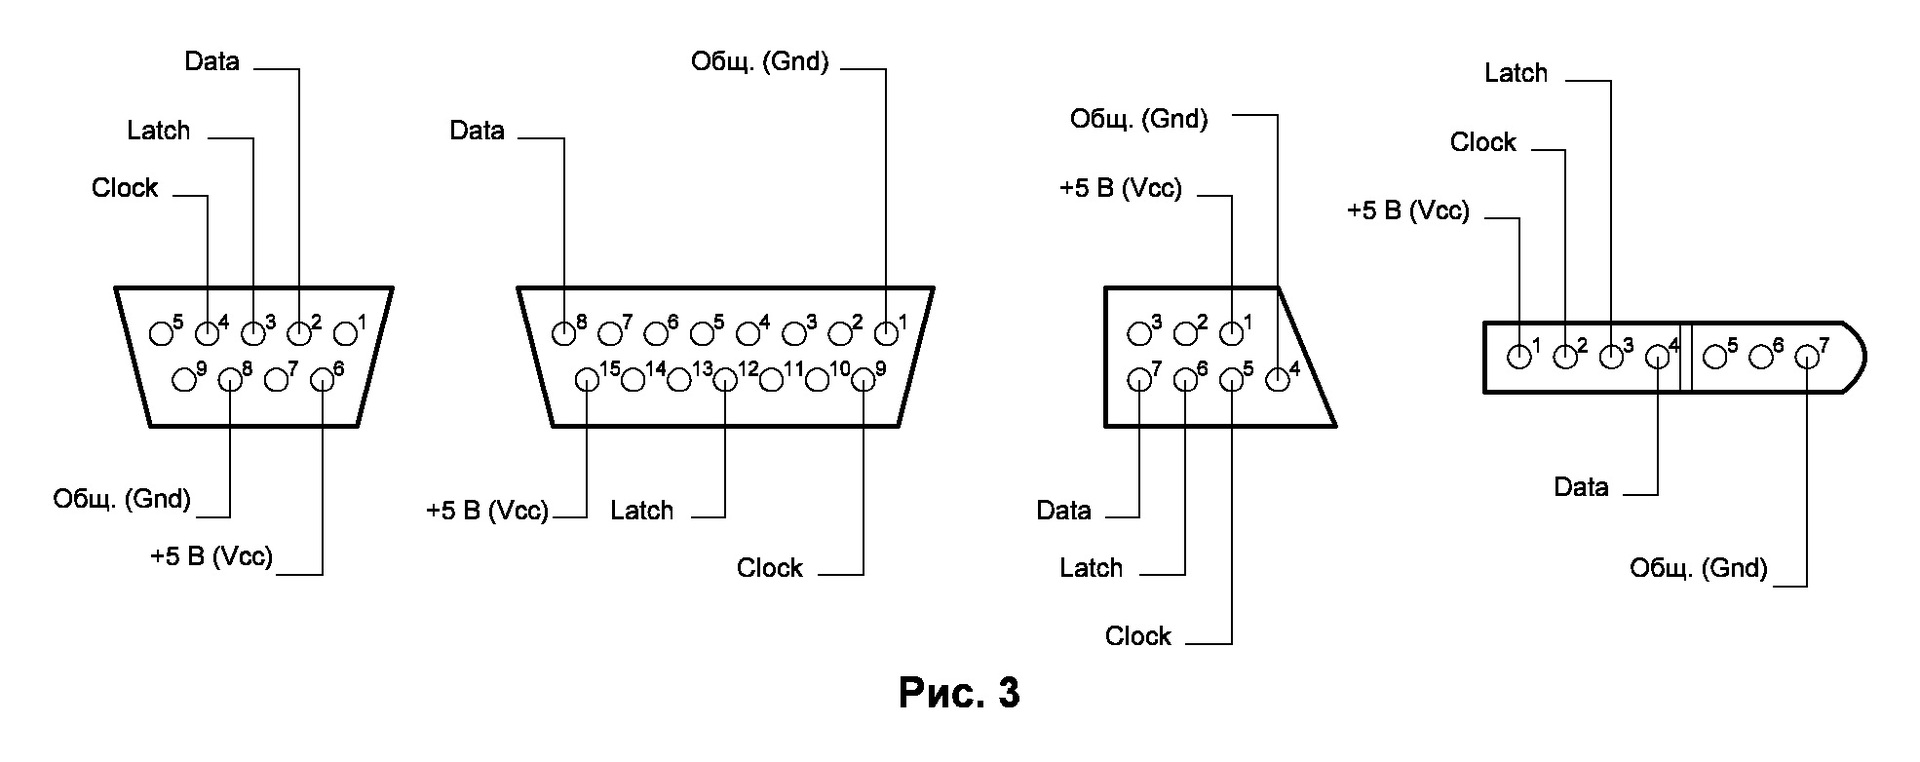 Data
Latch
Clock
5 4 3 2 1
9 8 7 6
Общ. (Gnd)
+5 В (Vcc)
Общ. (Gnd)
Data
8 7 6 5 4 3 2 1
15 14 13 12 11 10 9
+5 В (Vcc)
Latch
Clock
Общ. (Gnd)
+5 В (Vcc)
3 2 1
7 6 5 4
Data
Latch
Clock
Latch
Clock
+5 В (Vcc)
1 2 3 4 5 6 7
Data
Общ. (Gnd)
Рис. 3